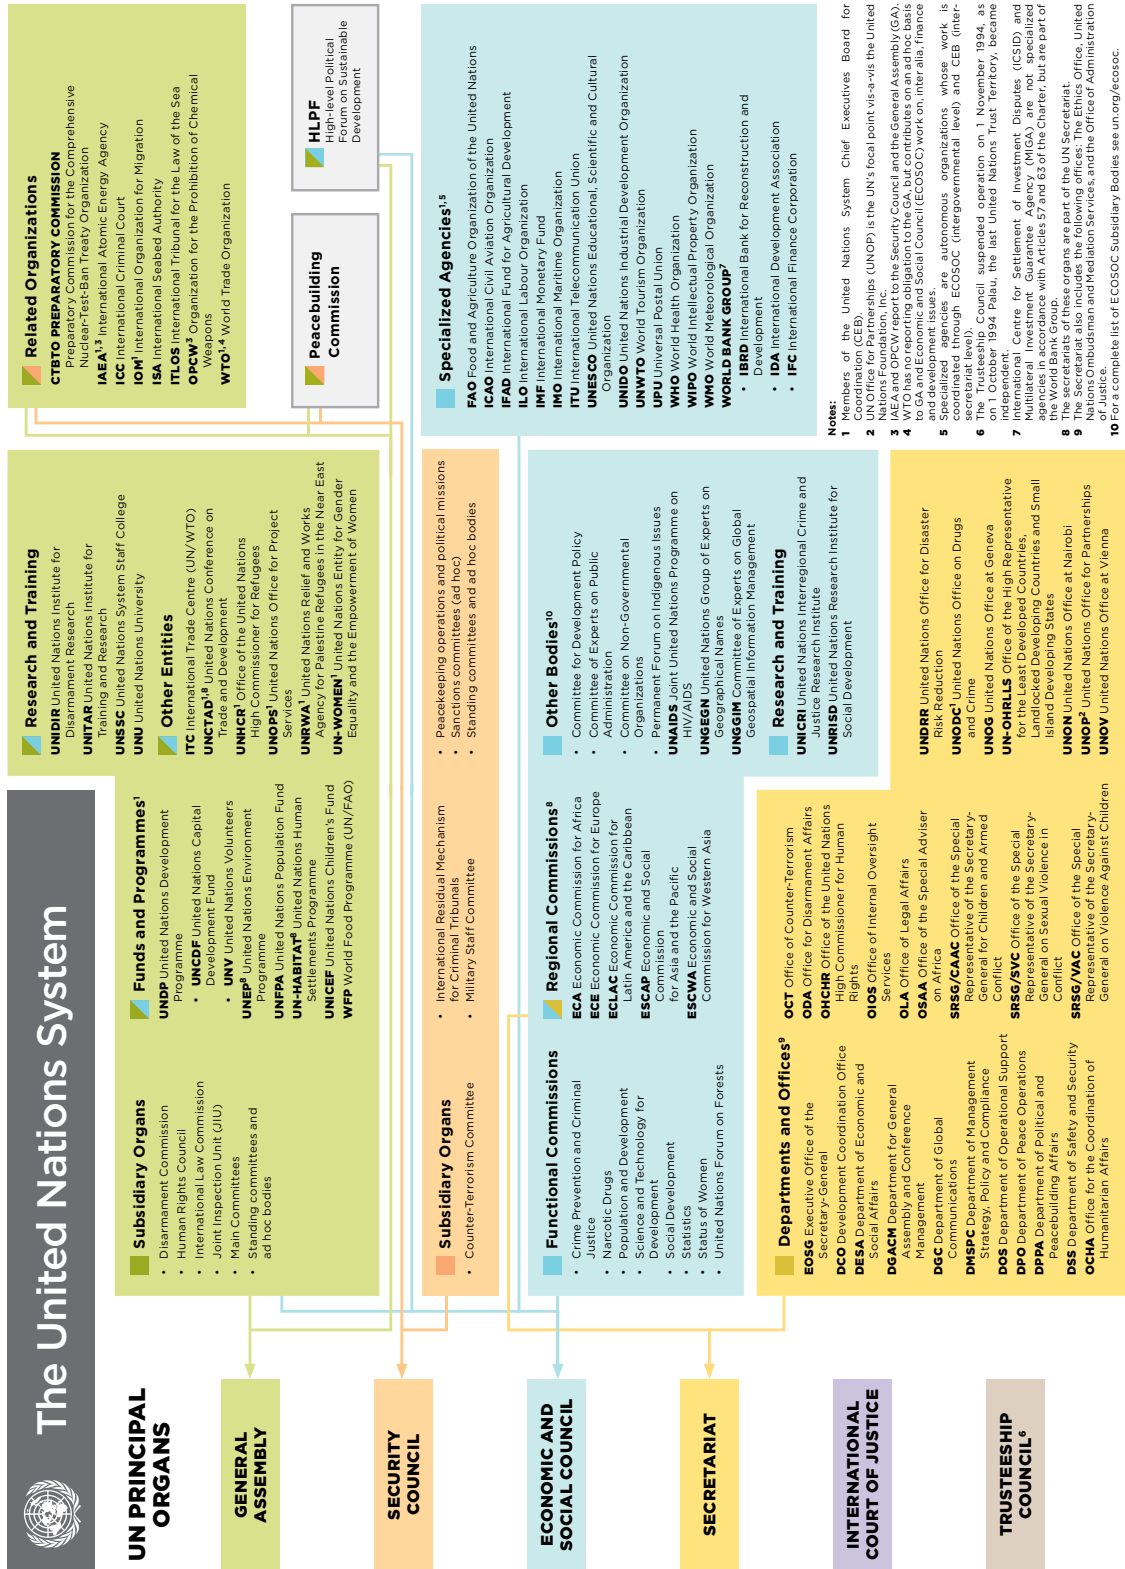 The United Nations System
UN PRINCIPAL
ORGANS
GENERAL
ASSEMBLY
SECURITY
COUNCIL
ECONOMIC AND
SOCIAL COUNCIL
SECRETARIAT
INTERNATIONAL
COURT OF JUSTICE
TRUSTEESHIP
COUNCIL⁶
Subsidiary Organs
• Disarmament Commission
• Human Rights Council
• International Law Commission
• Joint Inspection Unit (JIU)
• Main Committees
• Standing committees and
ad hoc bodies
Funds and Programmes¹
UNDP United Nations Development
Programme
• UNCDF United Nations Capital
Development Fund
• UNV United Nations Volunteers
UNEP⁸ United Nations Environment
Programme
UNFPA United Nations Population Fund
UN-HABITAT⁸ United Nations Human
Settlements Programme
UNICEF United Nations Children's Fund
WFP World Food Programme (UN/FAO)
Research and Training
UNIDIR United Nations Institute for
Disarmament Research
UNITAR United Nations Institute for
Training and Research
UNSSC United Nations System Staff College
UNU United Nations University
Other Entities
ITC International Trade Centre (UN/WTO)
UNCTAD¹,⁸ United Nations Conference on
Trade and Development
UNHCR¹ Office of the United Nations
High Commissioner for Refugees
UNOPS¹ United Nations Office for Project
Services
UNRWA¹ United Nations Relief and Works
Agency for Palestine Refugees in the Near East
UN-WOMEN¹ United Nations Entity for Gender
Equality and the Empowerment of Women
Related Organizations
CTBTO PREPARATORY COMMISSION
Preparatory Commission for the Comprehensive
Nuclear-Test-Ban Treaty Organization
IAEA¹,³ International Atomic Energy Agency
ICC International Criminal Court
IOM¹ International Organization for Migration
ISA International Seabed Authority
ITLOS International Tribunal for the Law of the Sea
OPCW³ Organization for the Prohibition of Chemical
Weapons
WTO¹,⁴ World Trade Organization
Peacebuilding
Commission
HLPF
High-level Political
Forum on Sustainable
Development
Subsidiary Organs
• Counter-Terrorism Committee
• International Residual Mechanism
for Criminal Tribunals
• Military Staff Committee
• Peacekeeping operations and political missions
• Sanctions committees (ad hoc)
• Standing committees and ad hoc bodies
Functional Commissions
• Crime Prevention and Criminal
Justice
• Narcotic Drugs
• Population and Development
• Science and Technology for
Development
• Social Development
• Statistics
• Status of Women
• United Nations Forum on Forests
Regional Commissions⁸
ECA Economic Commission for Africa
ECE Economic Commission for Europe
ECLAC Economic Commission for
Latin America and the Caribbean
ESCAP Economic and Social
Commission
for Asia and the Pacific
ESCWA Economic and Social
Commission for Western Asia
Other Bodies¹⁰
• Committee for Development Policy
• Committee of Experts on Public
Administration
• Committee on Non-Governmental
Organizations
• Permanent Forum on Indigenous Issues
UNAIDS Joint United Nations Programme on
HIV/AIDS
UNGEGN United Nations Group of Experts on
Geographical Names
UNGGIM Committee of Experts on Global
Geospatial Information Management
Research and Training
UNICRI United Nations Interregional Crime and
Justice Research Institute
UNRISD United Nations Research Institute for
Social Development
Specialized Agencies¹,⁵
FAO Food and Agriculture Organization of the United Nations
ICAO International Civil Aviation Organization
IFAD International Fund for Agricultural Development
ILO International Labour Organization
IMF International Monetary Fund
IMO International Maritime Organization
ITU International Telecommunication Union
UNESCO United Nations Educational, Scientific and Cultural
Organization
UNIDO United Nations Industrial Development Organization
UNWTO World Tourism Organization
UPU Universal Postal Union
WHO World Health Organization
WIPO World Intellectual Property Organization
WMO World Meteorological Organization
WORLD BANK GROUP⁷
• IBRD International Bank for Reconstruction and
Development
• IDA International Development Association
• IFC International Finance Corporation
Departments and Offices⁹
EOSG Executive Office of the
Secretary-General
DCO Development Coordination Office
DESA Department of Economic and
Social Affairs
DGACM Department for General
Assembly and Conference
Management
DGC Department of Global
Communications
DMSPC Department of Management
Strategy, Policy and Compliance
DOS Department of Operational Support
DPO Department of Peace Operations
DPPA Department of Political and
Peacebuilding Affairs
DSS Department of Safety and Security
OCHA Office for the Coordination of
Humanitarian Affairs
OCT Office of Counter-Terrorism
ODA Office for Disarmament Affairs
OHCHR Office of the United Nations
High Commissioner for Human
Rights
OIOS Office of Internal Oversight
Services
OLA Office of Legal Affairs
OSAA Office of the Special Adviser
on Africa
SRSG/CAAC Office of the Special
Representative of the Secretary-
General for Children and Armed
Conflict
SRSG/SVC Office of the Special
Representative of the Secretary-
General on Sexual Violence in
Conflict
SRSG/VAC Office of the Special
Representative of the Secretary-
General on Violence Against Children
UNDRR United Nations Office for Disaster
Risk Reduction
UNODC¹ United Nations Office on Drugs
and Crime
UNOG United Nations Office at Geneva
UN-OHRLLS Office of the High Representative
for the Least Developed Countries,
Landlocked Developing Countries and Small
Island Developing States
UNON United Nations Office at Nairobi
UNOP² United Nations Office for Partnerships
UNOV United Nations Office at Vienna
Notes:
1 Members of the United Nations System Chief Executives Board for
Coordination (CEB).
2 UN Office for Partnerships (UNOP) is the UN's focal point vis-a-vis the United
Nations Foundation, Inc.
3 IAEA and OPCW report to the Security Council and the General Assembly (GA).
4 WTO has no reporting obligation to the GA, but contributes on an ad hoc basis
to GA and Economic and Social Council (ECOSOC) work on, inter alia, finance
and development issues.
5 Specialized agencies are autonomous organizations whose work is
coordinated through ECOSOC (intergovernmental level) and CEB (inter-
secretariat level).
6 The Trusteeship Council suspended operation on 1 November 1994, as
on 1 October 1994 Palau, the last United Nations Trust Territory, became
independent.
7 International Centre for Settlement of Investment Disputes (ICSID) and
Multilateral Investment Guarantee Agency (MIGA) are not specialized
agencies in accordance with Articles 57 and 63 of the Charter, but are part of
the World Bank Group.
8 The secretariats of these organs are part of the UN Secretariat.
9 The Secretariat also includes the following offices: The Ethics Office, United
Nations Ombudsman and Mediation Services, and the Office of Administration
of Justice.
10 For a complete list of ECOSOC Subsidiary Bodies see un.org/ecosoc.